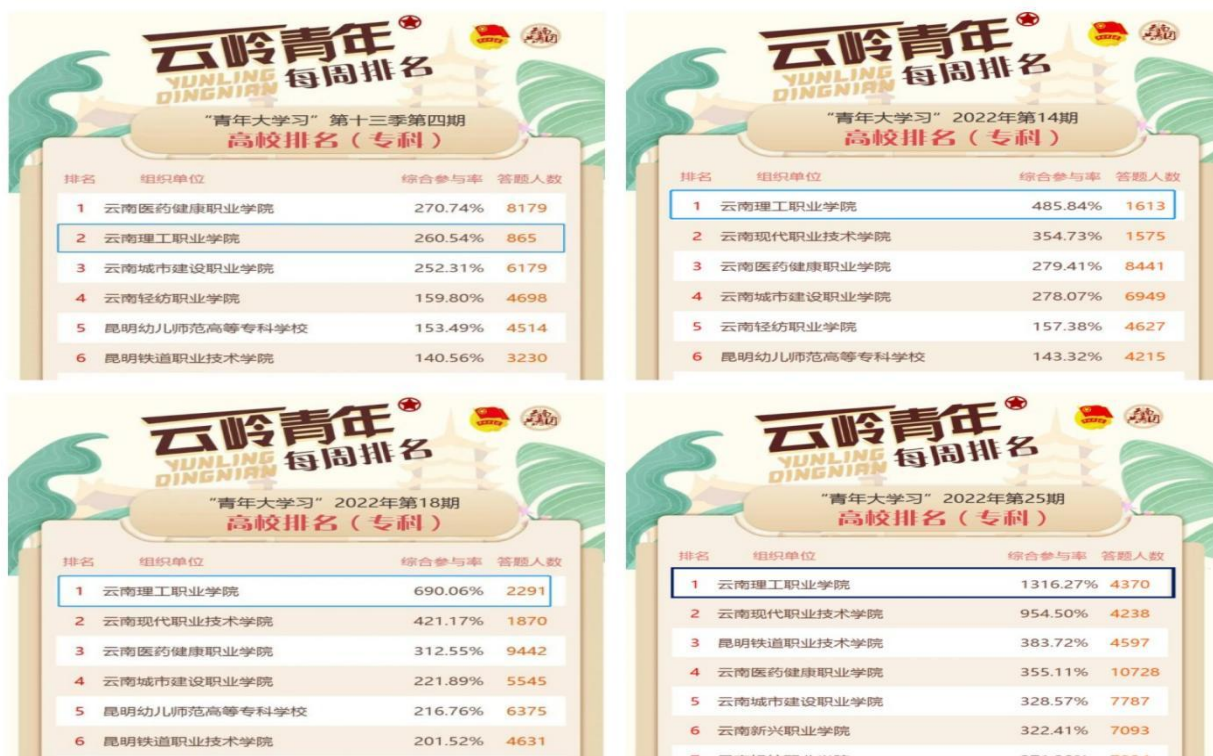 云岭青年
YUNLING
QINGNIAN
每周排名
“青年大学习”第十三季第四期
高校排名（专科）
排名 组织单位 综合参与率 答题人数
1 云南医药健康职业学院 270.74% 8179
2 云南理工职业学院 260.54% 865
3 云南城市建设职业学院 252.31% 6179
4 云南轻纺职业学院 159.80% 4698
5 昆明幼儿师范高等专科学校 153.49% 4514
6 昆明铁道职业技术学院 140.56% 3230
云岭青年
YUNLING
QINGNIAN
每周排名
“青年大学习”2022年第14期
高校排名（专科）
排名 组织单位 综合参与率 答题人数
1 云南理工职业学院 485.84% 1613
2 云南现代职业技术学院 354.73% 1575
3 云南医药健康职业学院 279.41% 8441
4 云南城市建设职业学院 278.07% 6949
5 云南轻纺职业学院 157.38% 4627
6 昆明幼儿师范高等专科学校 143.32% 4215
云岭青年
YUNLING
QINGNIAN
每周排名
“青年大学习”2022年第18期
高校排名（专科）
排名 组织单位 综合参与率 答题人数
1 云南理工职业学院 690.06% 2291
2 云南现代职业技术学院 421.17% 1870
3 云南医药健康职业学院 312.55% 9442
4 云南城市建设职业学院 221.89% 5545
5 昆明幼儿师范高等专科学校 216.76% 6375
6 昆明铁道职业技术学院 201.52% 4631
云岭青年
YUNLING
QINGNIAN
每周排名
“青年大学习”2022年第25期
高校排名（专科）
排名 组织单位 综合参与率 答题人数
1 云南理工职业学院 1316.27% 4370
2 云南现代职业技术学院 954.50% 4238
3 昆明铁道职业技术学院 383.72% 4597
4 云南医药健康职业学院 355.11% 10728
5 云南城市建设职业学院 328.57% 7787
6 云南新兴职业学院 322.41% 7093